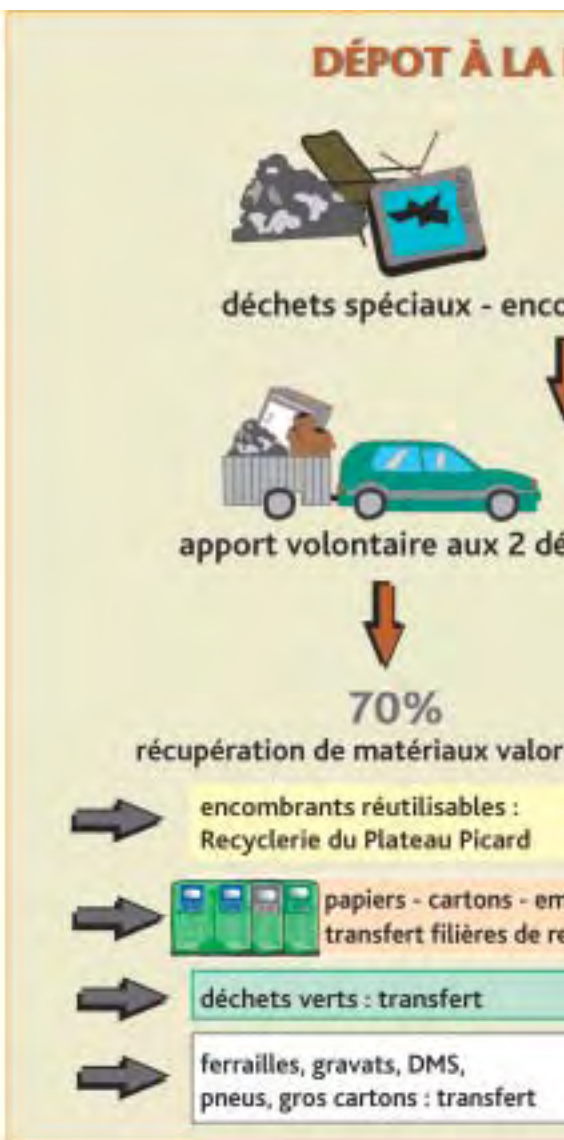 DÉPOT À LA
déchets spéciaux - enco
apport volontaire aux 2 dé
70%
récupération de matériaux valor
encombrants réutilisables :
Recyclerie du Plateau Picard
papiers - cartons - em
transfert filières de re
déchets verts : transfert
ferrailles, gravats, DMS,
pneus, gros cartons : transfert